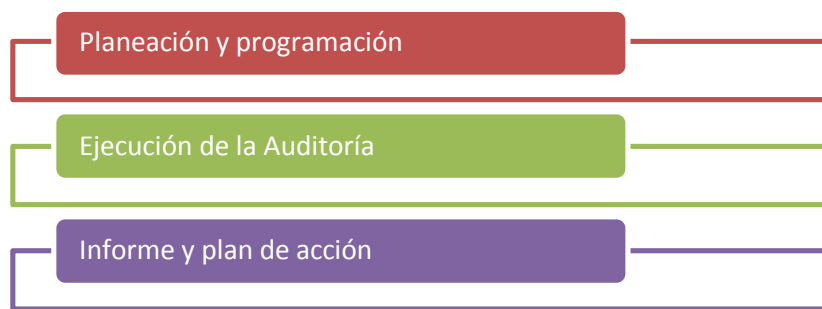 Planeación y programación
Ejecución de la Auditoría
Informe y plan de acción